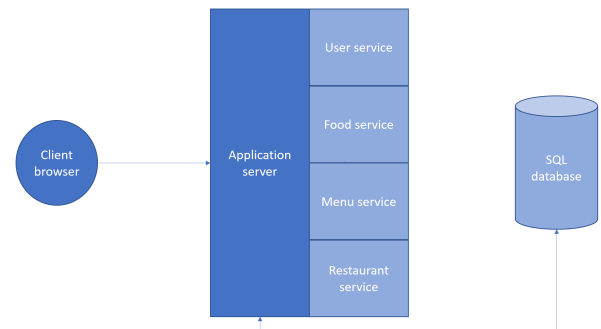 Client
browser
Application
server
User service
Food service
Menu service
Restaurant
service
SQL
database